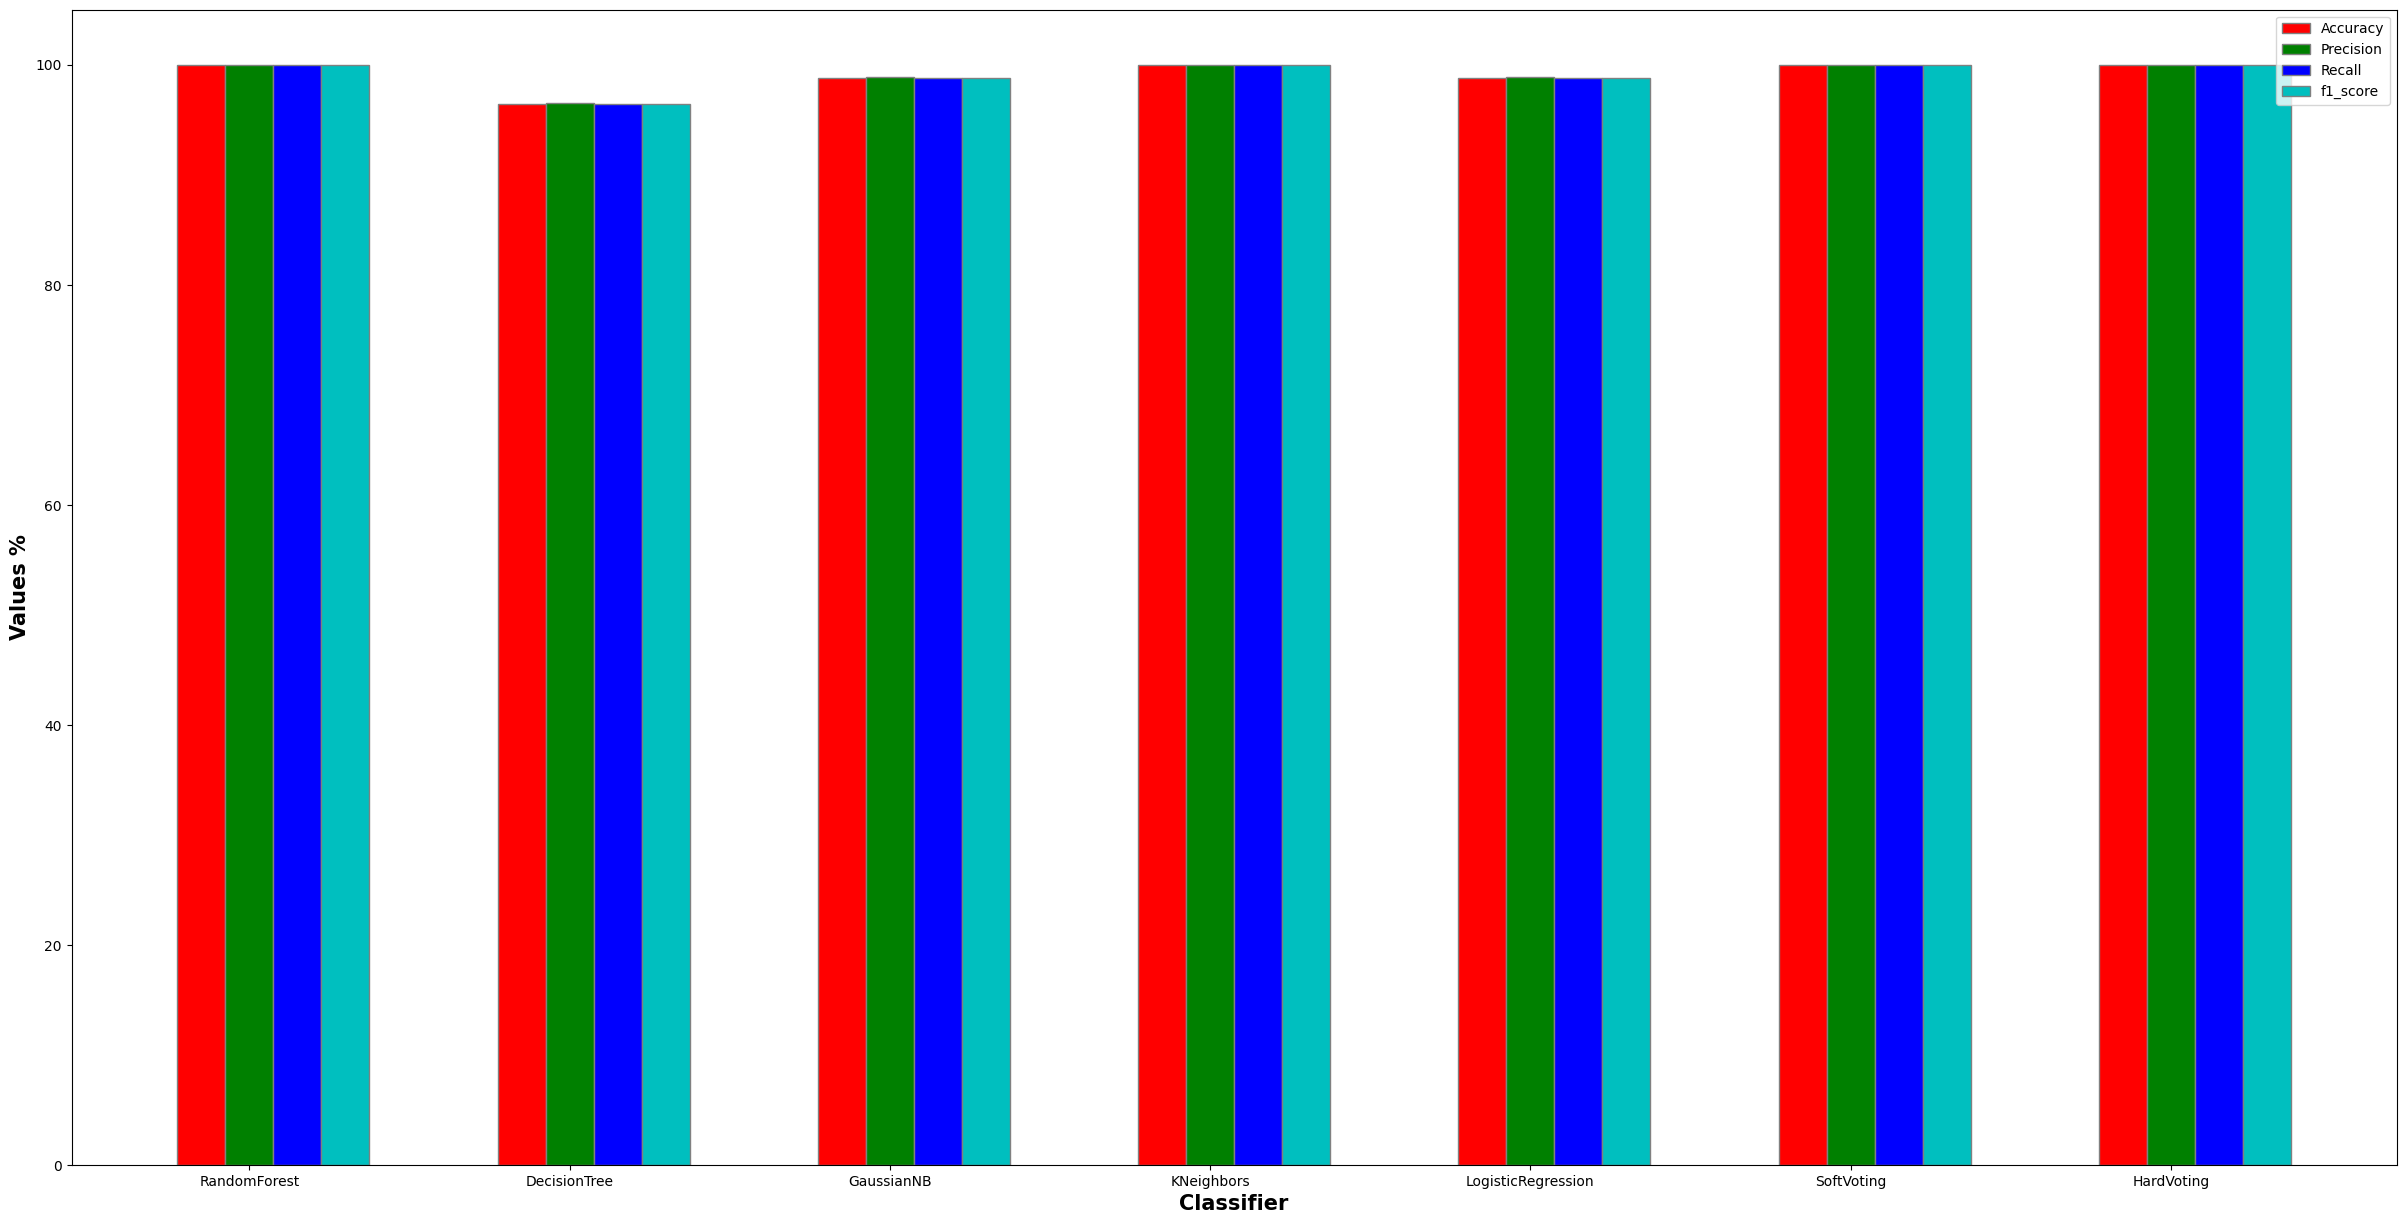 Accuracy
Precision
Recall
f1_score
100
80
60
40
20
0
Values %
RandomForest DecisionTree GaussianNB KNeighbors LogisticRegression SoftVoting HardVoting
Classifier